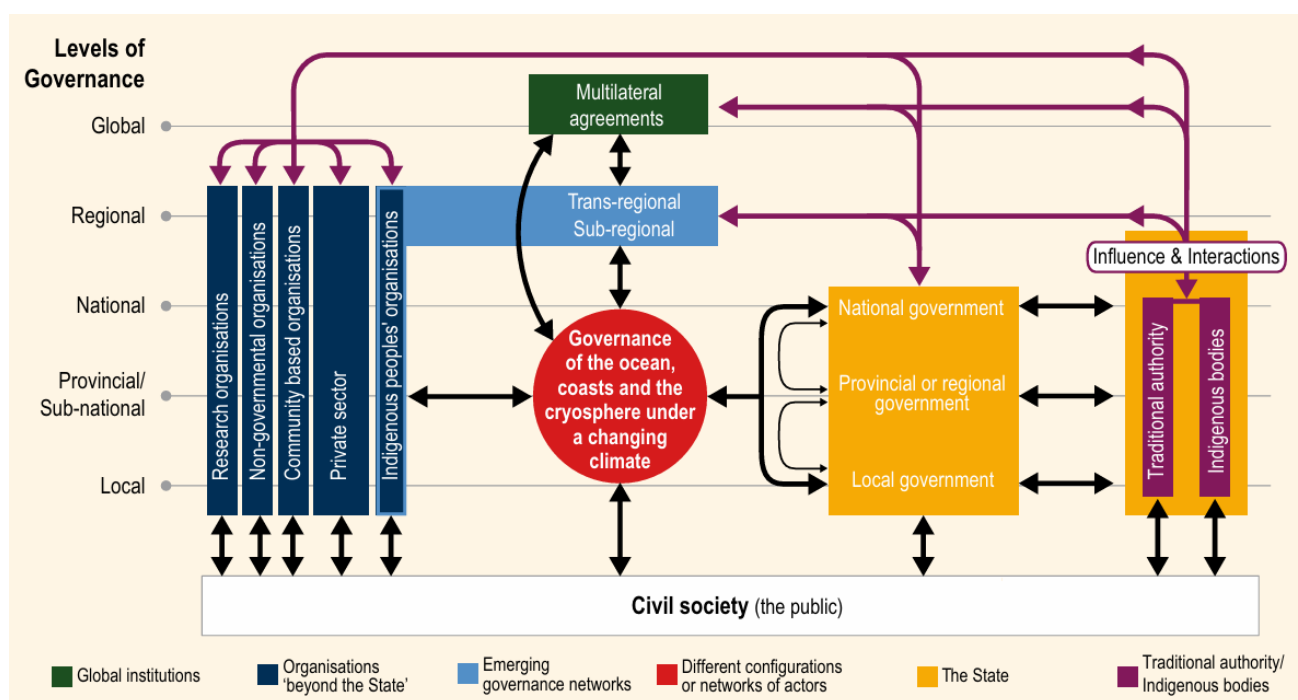 Levels of
Governance
Global
Regional
National
Provincial/
Sub-national
Local
Multilateral
agreements
Trans-regional
Sub-regional
Research organisations
Non-governmental organisations
Community based organisations
Private sector
Indigenous peoples' organisations
Governance
of the ocean,
coasts and the
cryosphere under
a changing
climate
National government
Provincial or regional
government
Local government
Influence & Interactions
Traditional authority
Indigenous bodies
Civil society (the public)
Global institutions
Organisations
'beyond the State'
Emerging
governance networks
Different configurations
or networks of actors
The State
Traditional authority/
Indigenous bodies